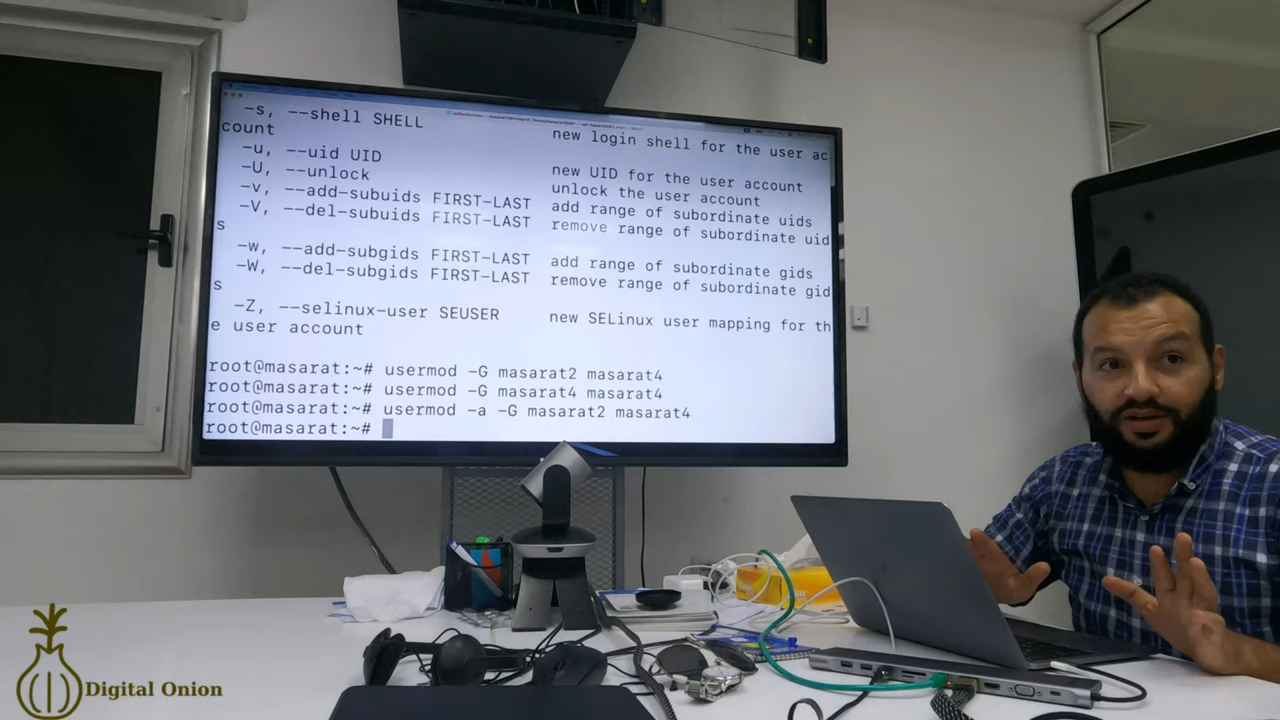 -s, --shell SHELL new login shell for the user ac
count
-u, --uid UID new UID for the user account
-U, --unlock unlock the user account
-v, --add-subuids FIRST-LAST add range of subordinate uids
-V, --del-subuids FIRST-LAST remove range of subordinate uid
s
-w, --add-subgids FIRST-LAST add range of subordinate gids
-W, --del-subgids FIRST-LAST remove range of subordinate gid
s
-Z, --selinux-user SEUSER new SELinux user mapping for th
e user account
root@masarat:~# usermod -G masarat2 masarat4
root@masarat:~# usermod -G masarat4 masarat4
root@masarat:~# usermod -a -G masarat2 masarat4
root@masarat:~#
Digital Onion